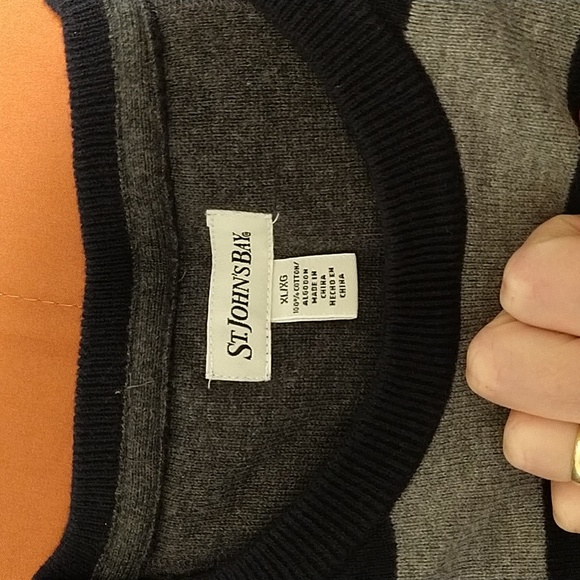 ST. JOHN'S BAY®
XL/XG
100% COTTON/
ALGODON
MADE IN
CHINA
HECHO EN
CHINA